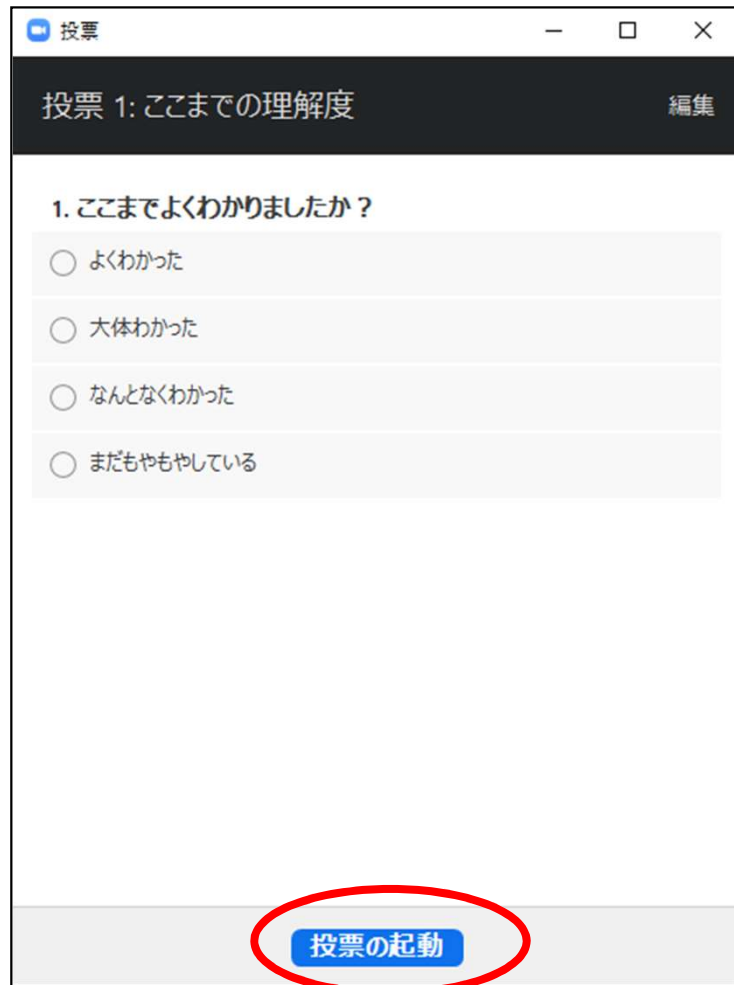 投票
投票 1: ここまでの理解度 編集
1. ここまでよくわかりましたか？
よくわかった
大体わかった
なんとなくわかった
まだもやもやしている
投票の起動